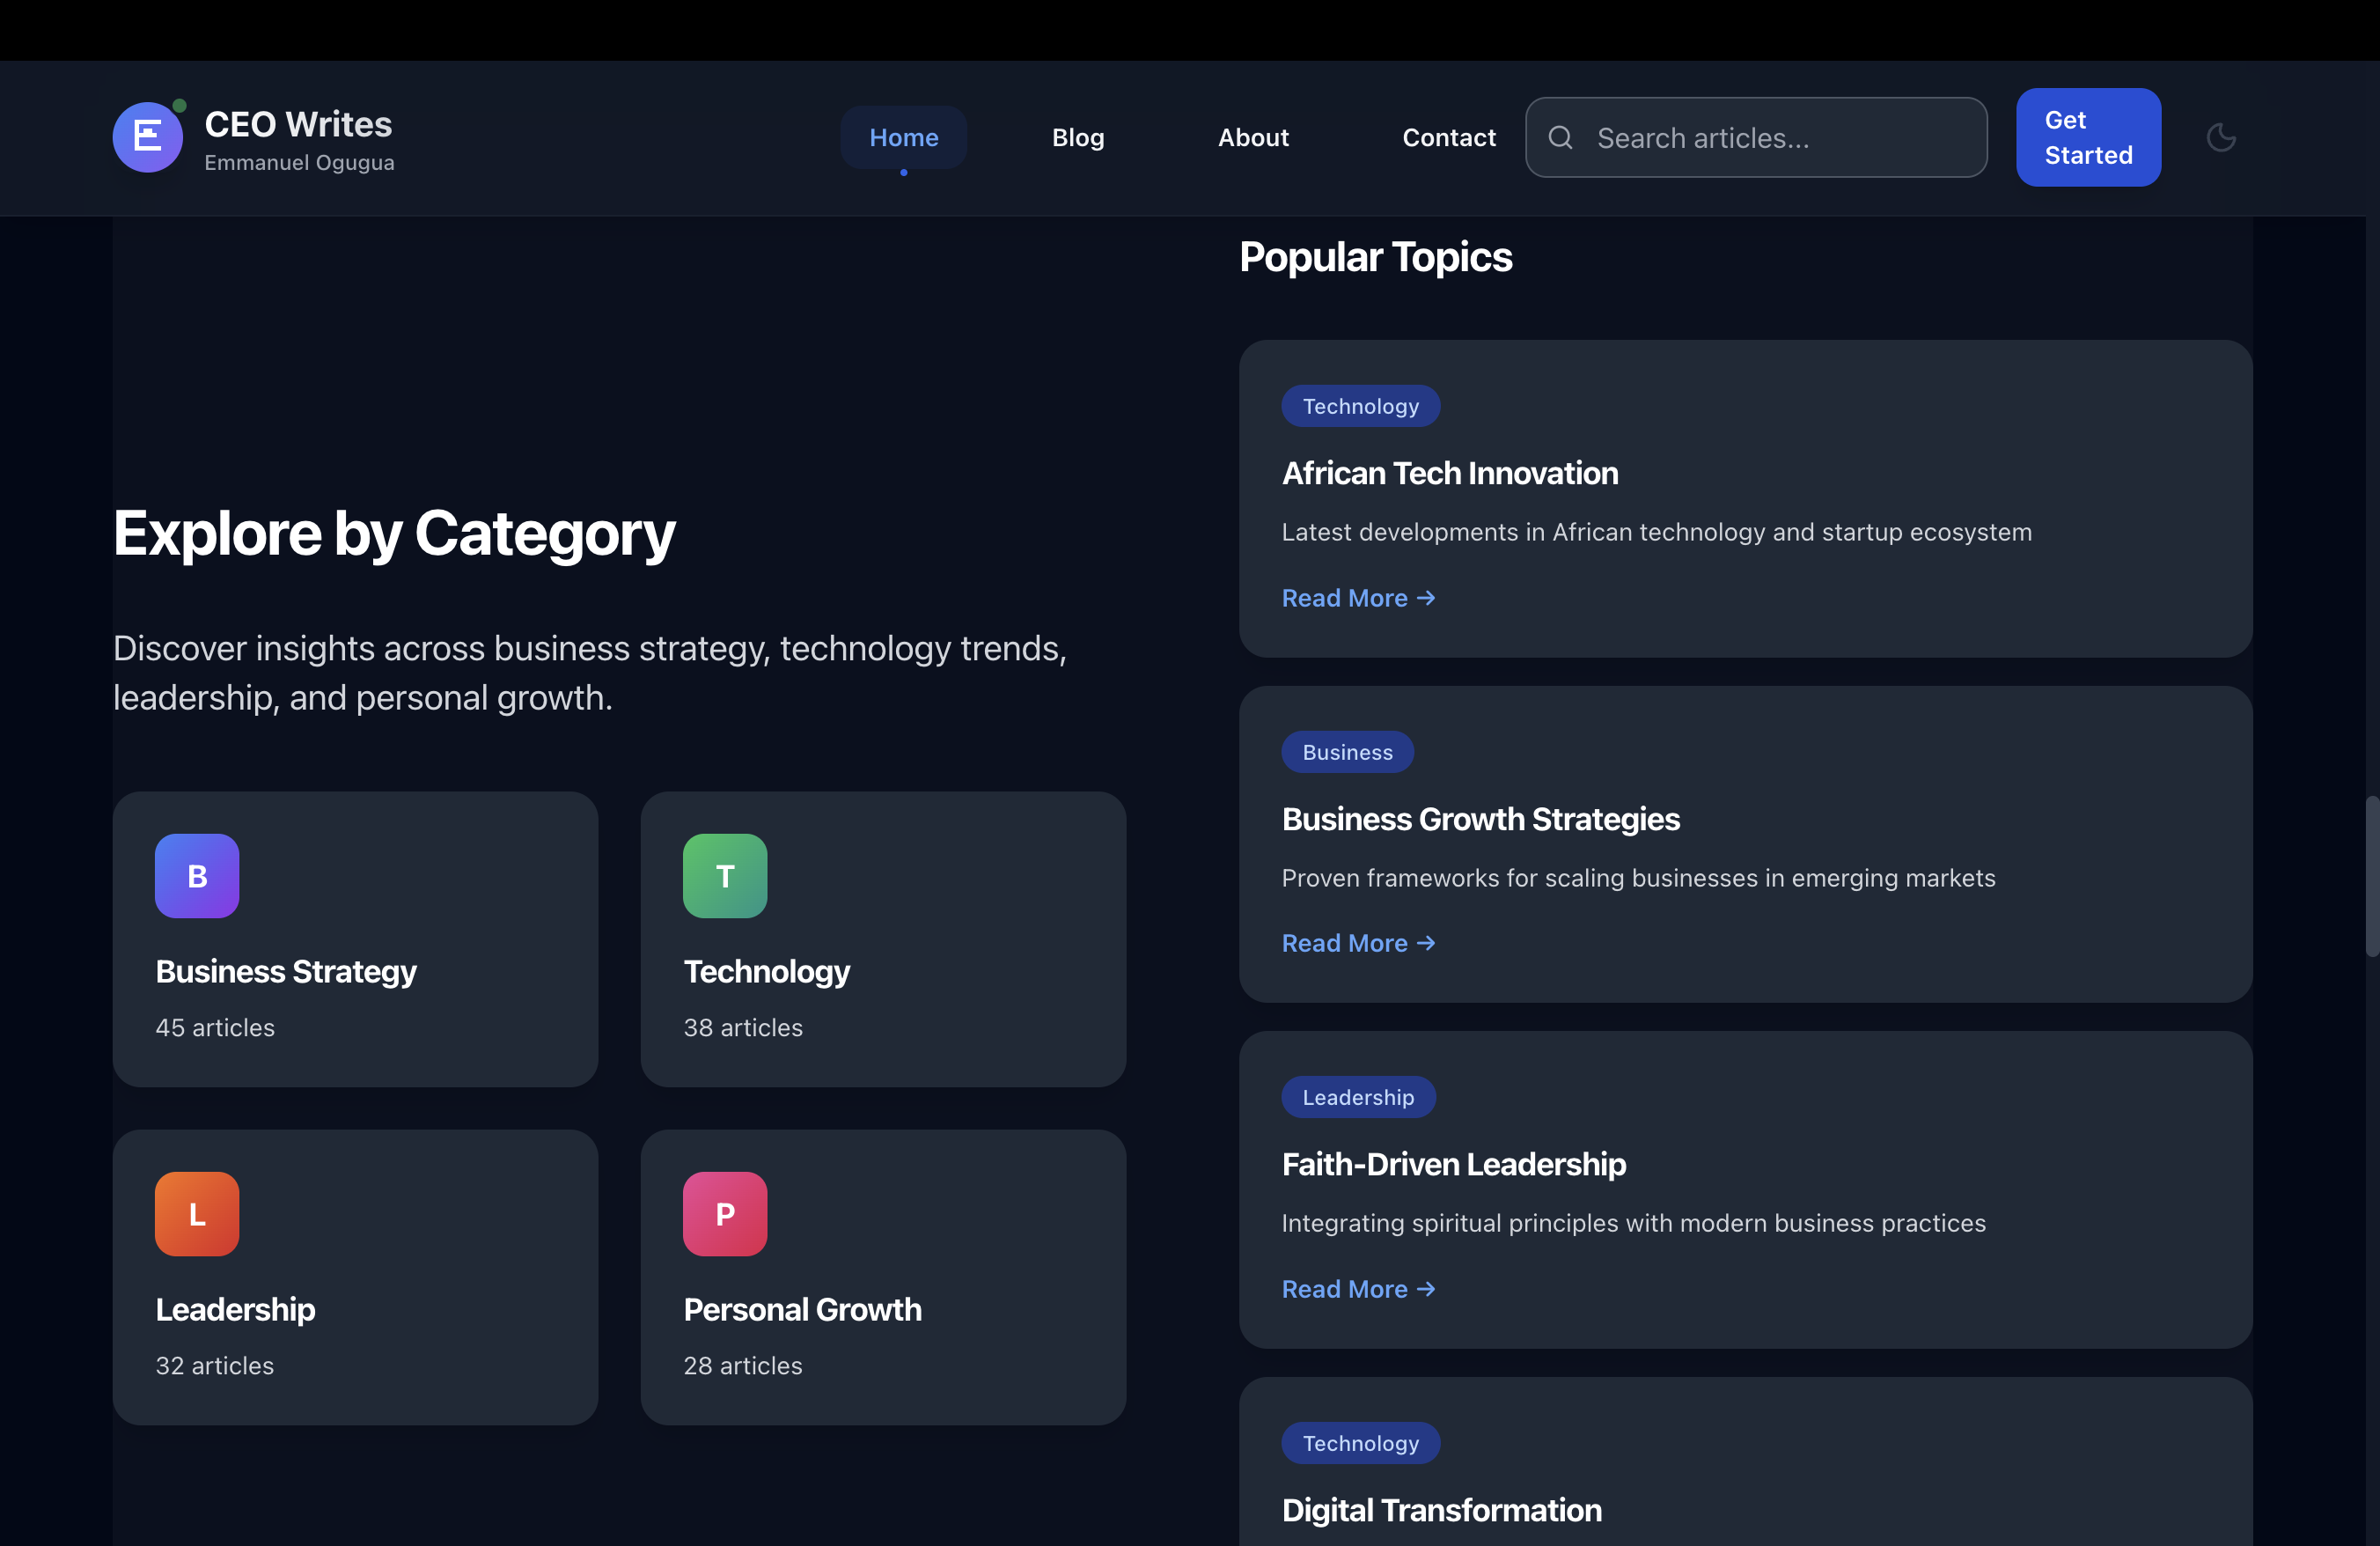 E
CEO Writes
Emmanuel Ogugua
Home
Blog
About
Contact
Search articles...
Get
Started
Explore by Category
Discover insights across business strategy, technology trends,
leadership, and personal growth.
B
Business Strategy
45 articles
T
Technology
38 articles
L
Leadership
32 articles
P
Personal Growth
28 articles
Popular Topics
Technology
African Tech Innovation
Latest developments in African technology and startup ecosystem
Read More →
Business
Business Growth Strategies
Proven frameworks for scaling businesses in emerging markets
Read More →
Leadership
Faith-Driven Leadership
Integrating spiritual principles with modern business practices
Read More →
Technology
Digital Transformation